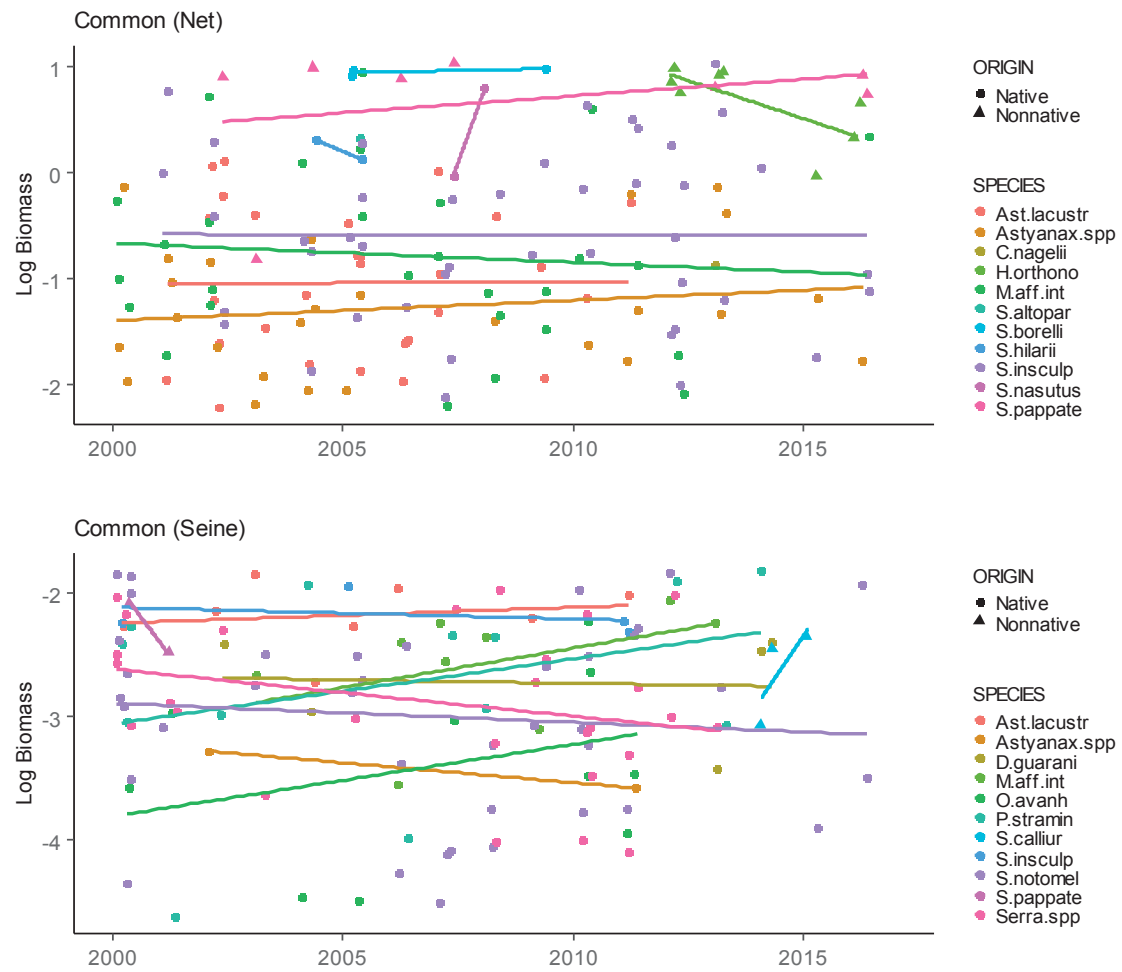 Common (Net)
Log Biomass
1
0
-1
-2
2000
2005
2010
2015
ORIGIN
Native
Nonnative
SPECIES
Ast.lacustr
Astyanax.spp
C.nagelii
H.orthono
M.aff.int
S.altopar
S.borelli
S.hilarii
S.insculp
S.nasutus
S.pappate
Common (Seine)
Log Biomass
-2
-3
-4
2000
2005
2010
2015
ORIGIN
Native
Nonnative
SPECIES
Ast.lacustr
Astyanax.spp
D.guarani
M.aff.int
O.avanh
P.stramin
S.calliur
S.insculp
S.notomel
S.pappate
Serra.spp